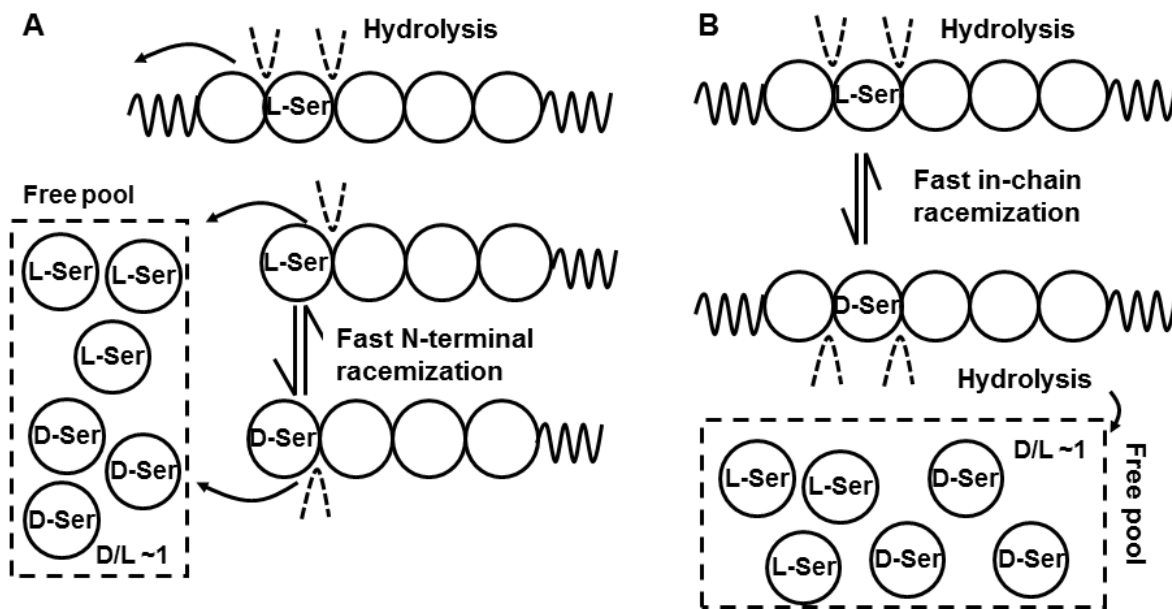 A
Hydrolysis
L-Ser
Free pool
L-Ser
L-Ser
L-Ser
L-Ser
Fast N-terminal
racemization
D-Ser
D-Ser
D-Ser
D-Ser
D/L ~1
B
Hydrolysis
L-Ser
Fast in-chain
racemization
D-Ser
Hydrolysis
D/L ~1
L-Ser
L-Ser
D-Ser
L-Ser
D-Ser
D-Ser
Free pool